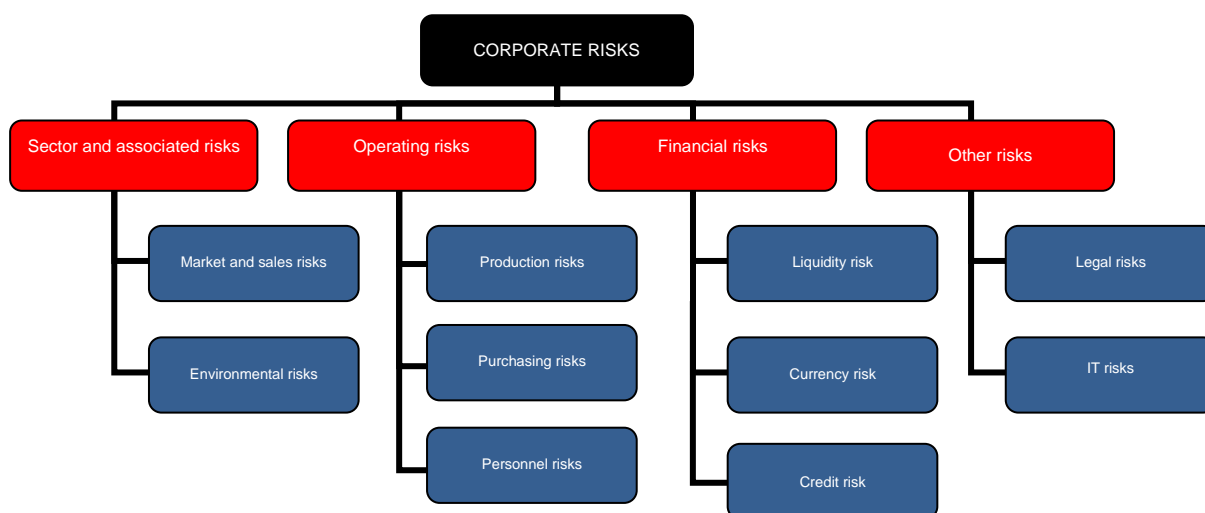 CORPORATE RISKS
Sector and associated risks
Operating risks
Financial risks
Other risks
Market and sales risks
Production risks
Liquidity risk
Legal risks
Environmental risks
Purchasing risks
Currency risk
IT risks
Personnel risks
Credit risk